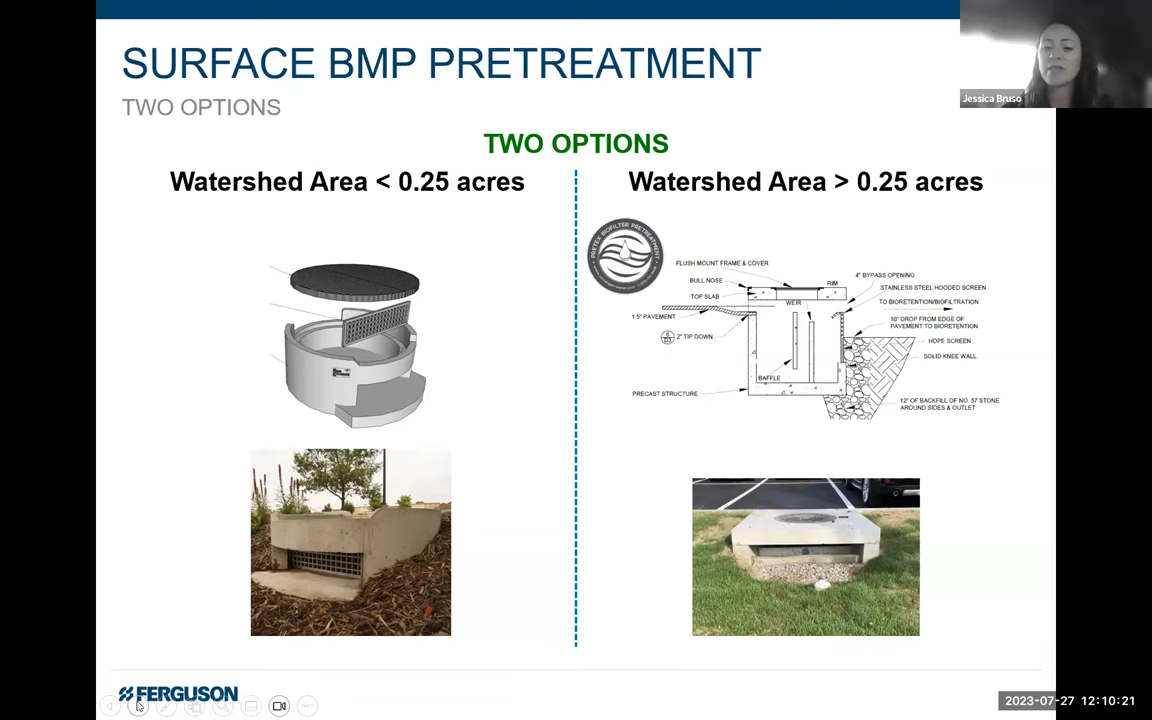 SURFACE BMP PRETREATMENT
TWO OPTIONS
Jessica Bruso
TWO OPTIONS
Watershed Area < 0.25 acres
Watershed Area > 0.25 acres
PRETX BIOFILTER PRETREATMENT
FLUSH MOUNT FRAME & COVER
BULL NOSE
TOP SLAB
RIM
WEIR
4" BYPASS OPENING
STAINLESS STEEL HOODED SCREEN
TO BIORETENTION/BIOFILTRATION
1.5" PAVEMENT
10" DROP FROM EDGE OF
PAVEMENT TO BIORETENTION
2" TIP DOWN
HDPE SCREEN
SOLID KNEE WALL
BAFFLE
PRECAST STRUCTURE
12" OF BACKFILL OF NO. 57 STONE
AROUND SIDES & OUTLET
FERGUSON
2023-07-27 12:10:21